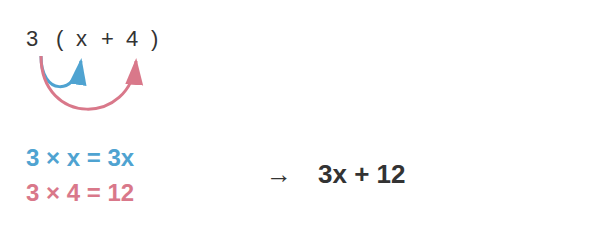 3 ( x + 4 )
3 × x = 3x
3 × 4 = 12
→ 3x + 12